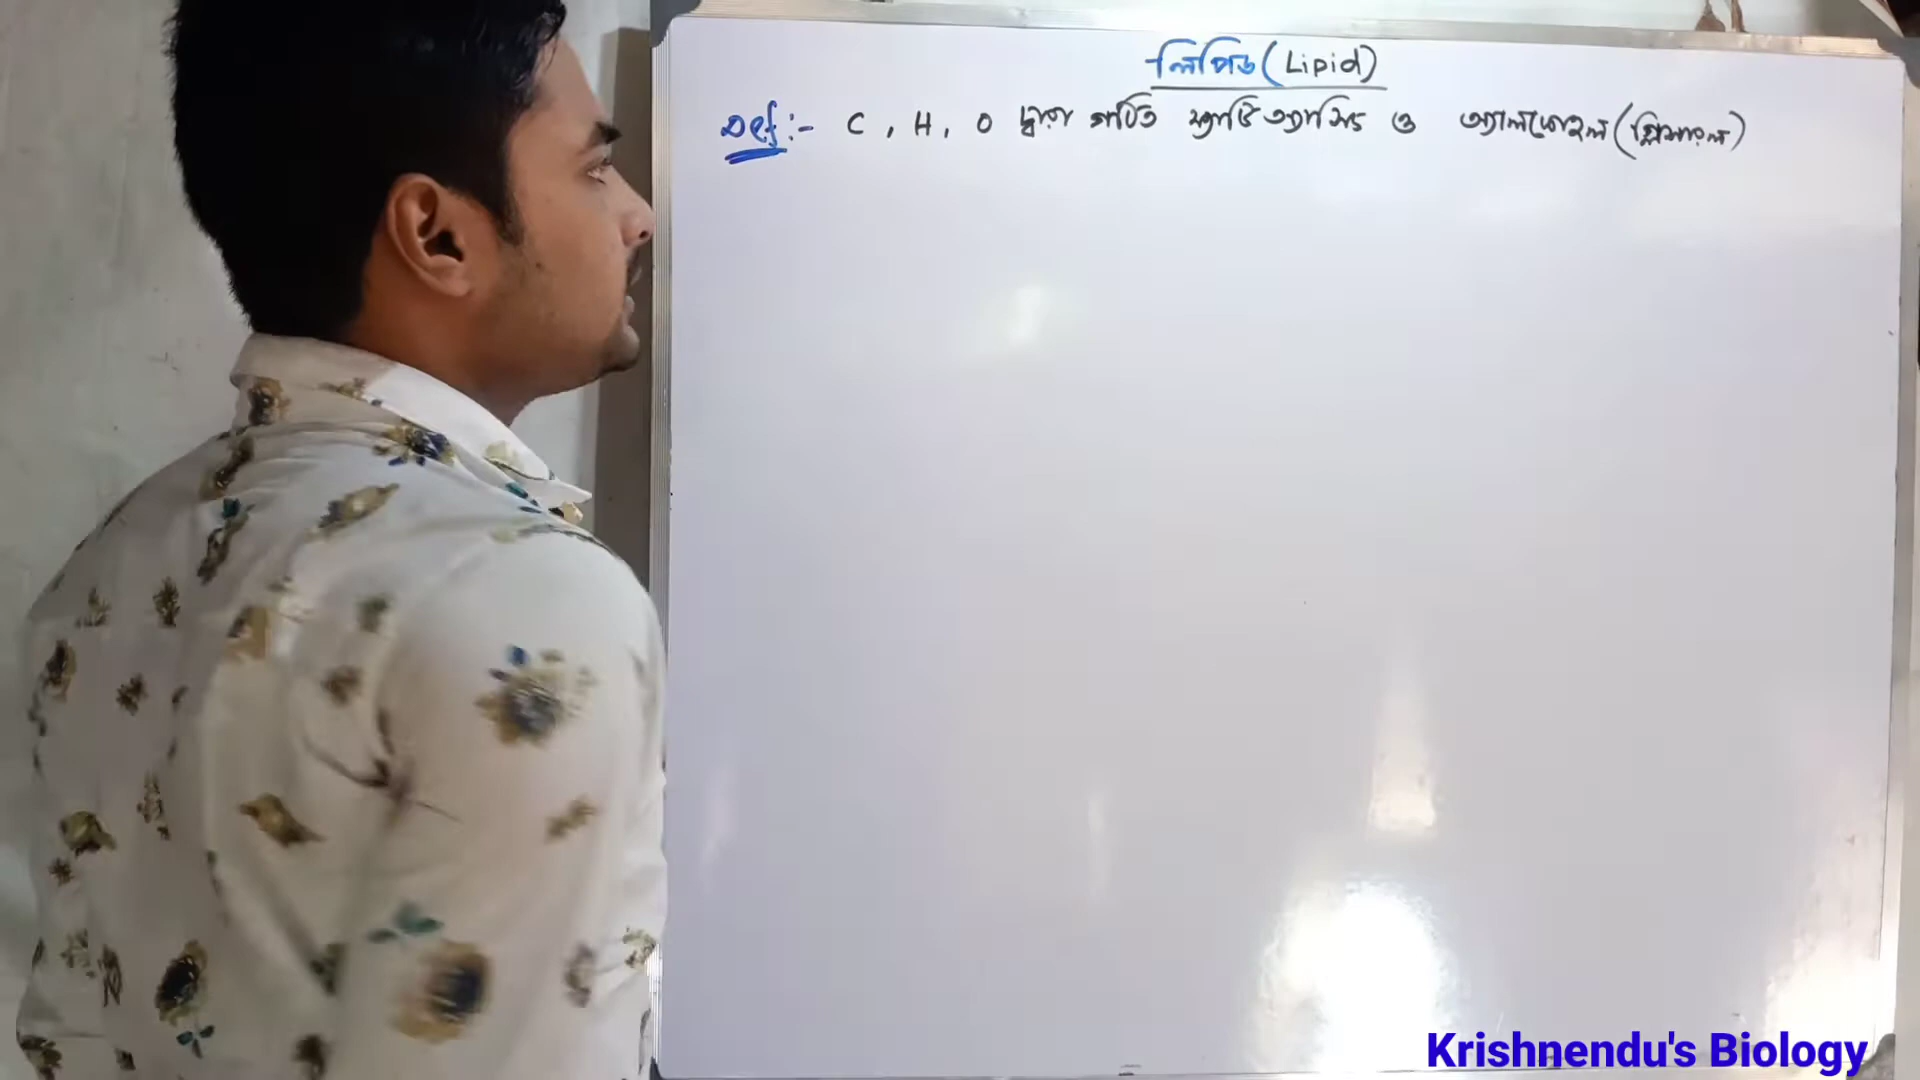 লিপিড (Lipid)
Def:- C, H, O দ্বারা গঠিত ফ্যাটি অ্যাসিড ও অ্যালকোহল (গ্লিসারল)
Krishnendu's Biology